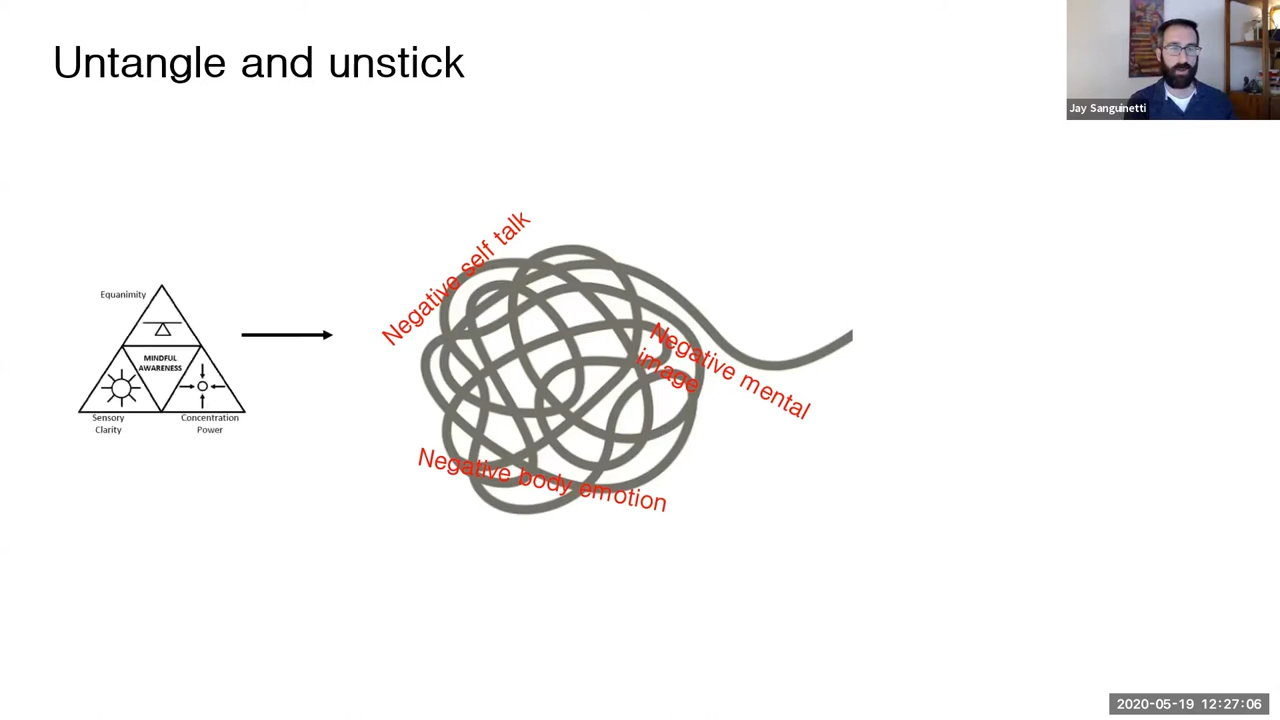 Untangle and unstick
Jay Sanguinetti
Negative self talk
Equanimity
MINDFUL
AWARENESS
Sensory
Clarity
Concentration
Power
Negative mental
image
Negative body emotion
2020-05-19 12:27:06